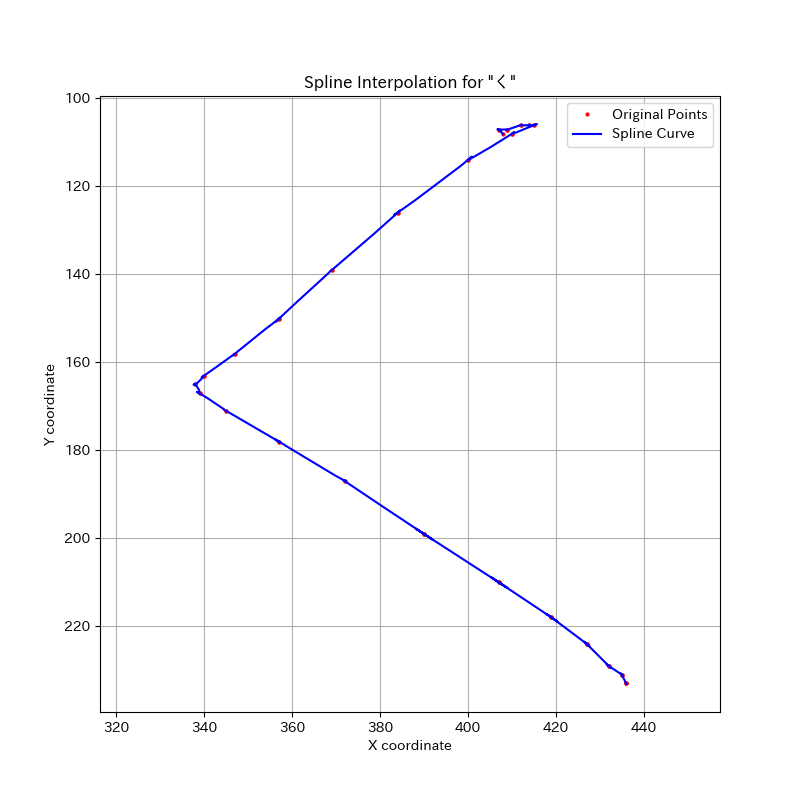 Spline Interpolation for "く"
Original Points
Spline Curve
100
120
140
160
180
200
220
Y coordinate
320 340 360 380 400 420 440
X coordinate